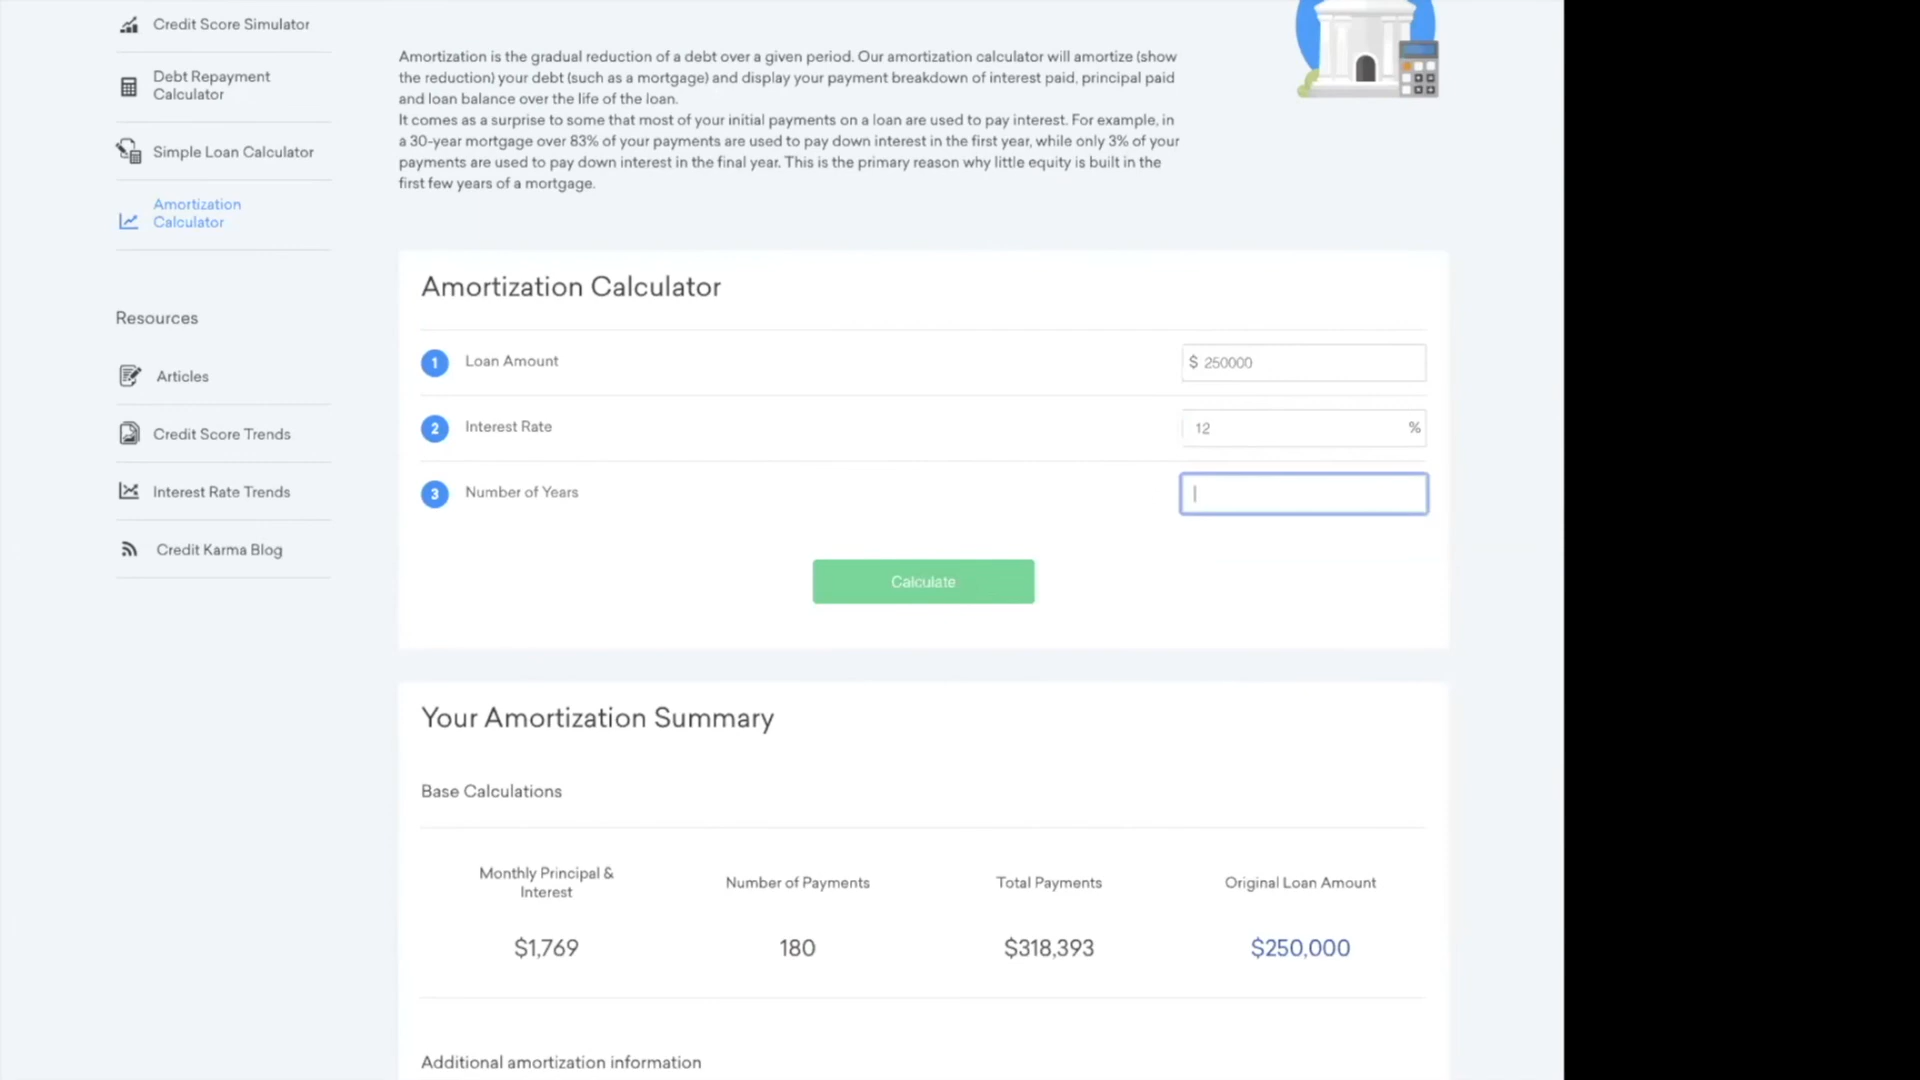 Credit Score Simulator
Debt Repayment
Calculator
Simple Loan Calculator
Amortization
Calculator
Resources
Articles
Credit Score Trends
Interest Rate Trends
Credit Karma Blog
Amortization is the gradual reduction of a debt over a given period. Our amortization calculator will amortize (show
the reduction) your debt (such as a mortgage) and display your payment breakdown of interest paid, principal paid
and loan balance over the life of the loan.
It comes as a surprise to some that most of your initial payments on a loan are used to pay interest. For example, in
a 30-year mortgage over 83% of your payments are used to pay down interest in the first year, while only 3% of your
payments are used to pay down interest in the final year. This is the primary reason why little equity is built in the
first few years of a mortgage.
Amortization Calculator
1 Loan Amount $ 250000
2 Interest Rate 12 %
3 Number of Years
Calculate
Your Amortization Summary
Base Calculations
Monthly Principal &
Interest
Number of Payments
Total Payments
Original Loan Amount
$1,769 180 $318,393 $250,000
Additional amortization information